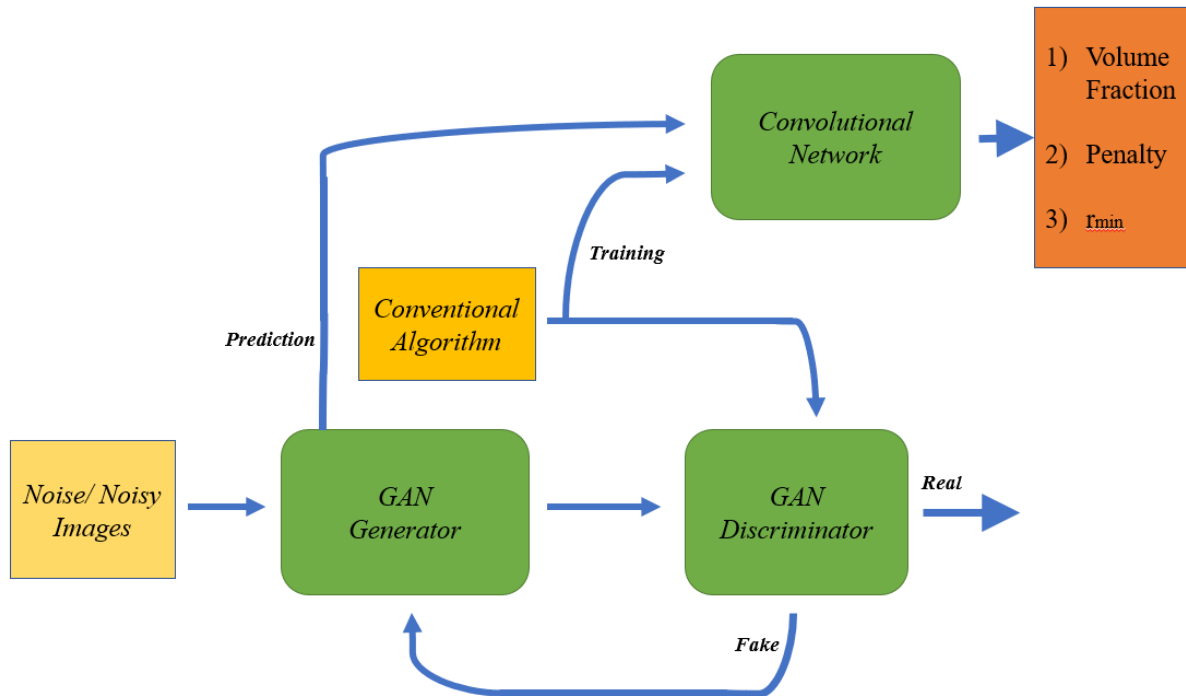 1) Volume
Fraction
2) Penalty
3) rmin
Convolutional
Network
Training
Conventional
Algorithm
Prediction
Noise/ Noisy
Images
GAN
Generator
GAN
Discriminator
Real
Fake